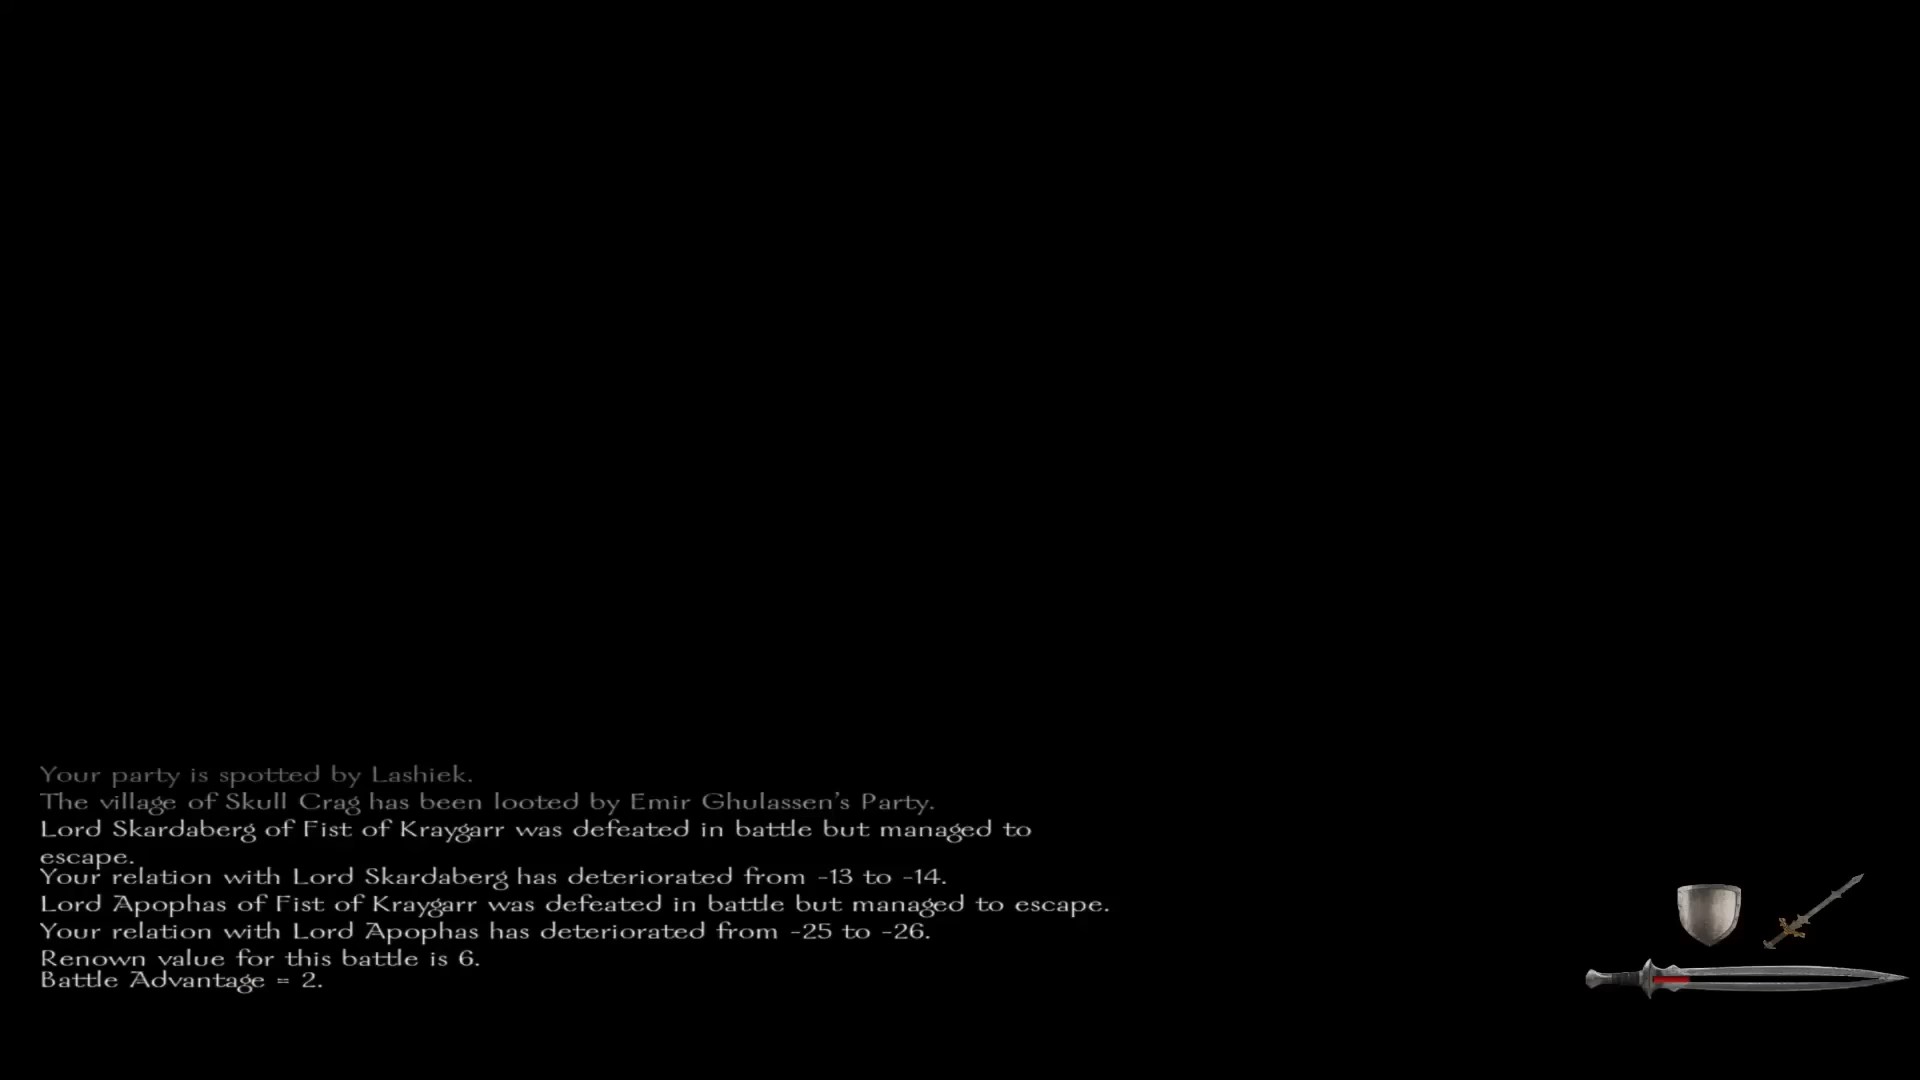 Your party is spotted by Lashiek.
The village of Skull Crag has been looted by Emir Ghulassen's Party.
Lord Skardaberg of Fist of Kraygarr was defeated in battle but managed to
escape.
Your relation with Lord Skardaberg has deteriorated from -13 to -14.
Lord Apophas of Fist of Kraygarr was defeated in battle but managed to escape.
Your relation with Lord Apophas has deteriorated from -25 to -26.
Renown value for this battle is 6.
Battle Advantage = 2.